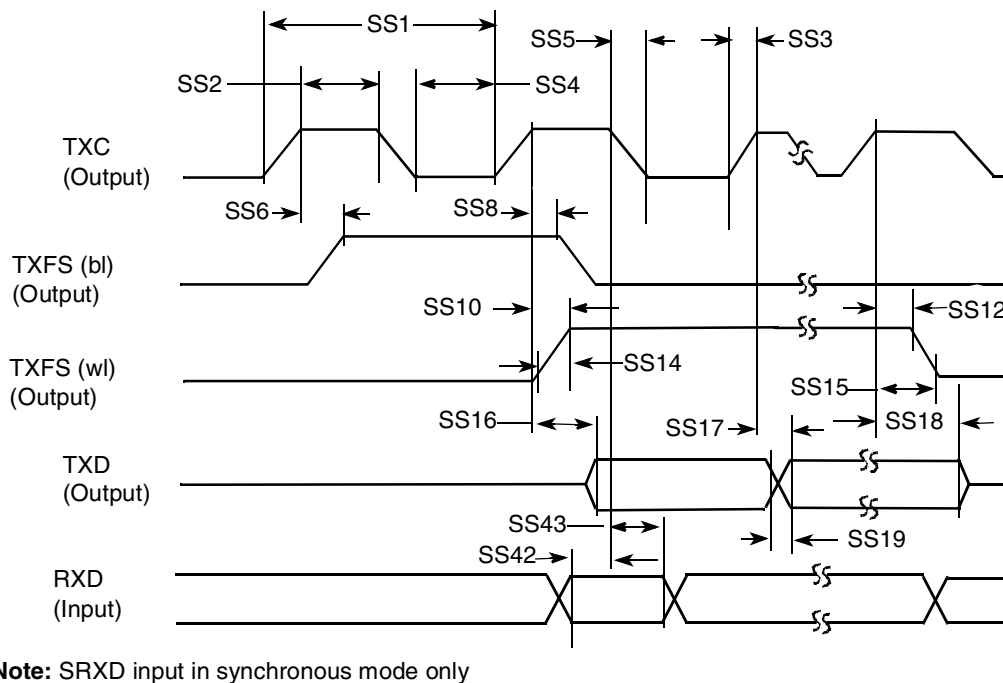 SS1
SS5
SS3
SS2
SS4
TXC
(Output)
SS6
SS8
TXFS (bl)
(Output)
SS10
SS12
TXFS (wl)
(Output)
SS14
SS15
SS16
SS17
SS18
TXD
(Output)
SS43
SS19
SS42
RXD
(Input)
Note: SRXD input in synchronous mode only